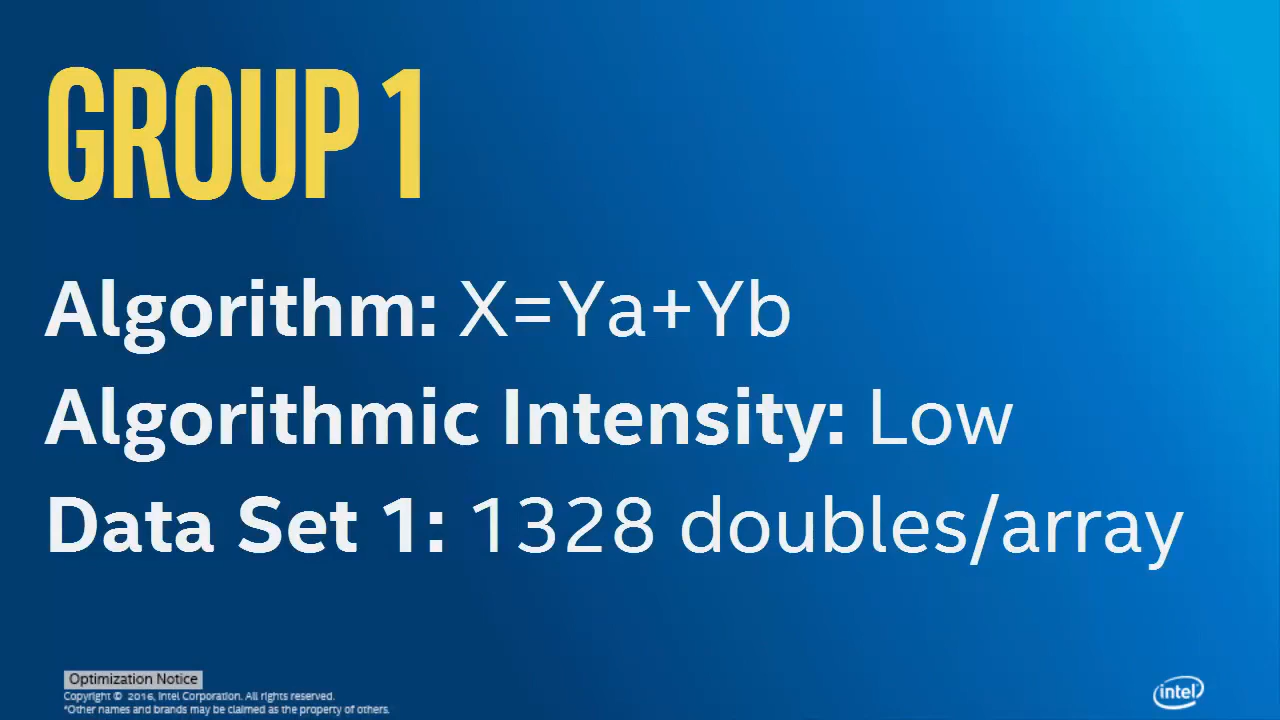 GROUP 1
Algorithm: X=Ya+Yb
Algorithmic Intensity: Low
Data Set 1: 1328 doubles/array
Optimization Notice
Copyright © 2016, Intel Corporation. All rights reserved.
*Other names and brands may be claimed as the property of others.
intel